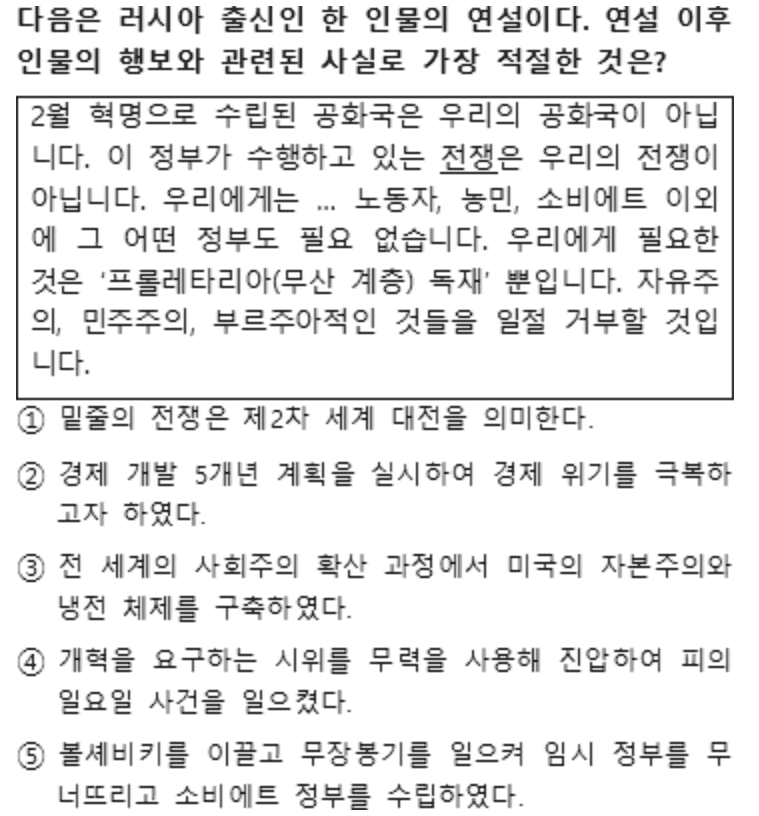 다음은 러시아 출신인 한 인물의 연설이다. 연설 이후
인물의 행보와 관련된 사실로 가장 적절한 것은?
2월 혁명으로 수립된 공화국은 우리의 공화국이 아닙
니다. 이 정부가 수행하고 있는 전쟁은 우리의 전쟁이
아닙니다. 우리에게는 ... 노동자, 농민, 소비에트 이외
에 그 어떤 정부도 필요 없습니다. 우리에게 필요한
것은 '프롤레타리아(무산 계층) 독재' 뿐입니다. 자유주
의, 민주주의, 부르주아적인 것들을 일절 거부할 것입
니다.
① 밑줄의 전쟁은 제2차 세계 대전을 의미한다.
② 경제 개발 5개년 계획을 실시하여 경제 위기를 극복하
고자 하였다.
③ 전 세계의 사회주의 확산 과정에서 미국의 자본주의와
냉전 체제를 구축하였다.
④ 개혁을 요구하는 시위를 무력을 사용해 진압하여 피의
일요일 사건을 일으켰다.
⑤ 볼셰비키를 이끌고 무장봉기를 일으켜 임시 정부를 무
너뜨리고 소비에트 정부를 수립하였다.